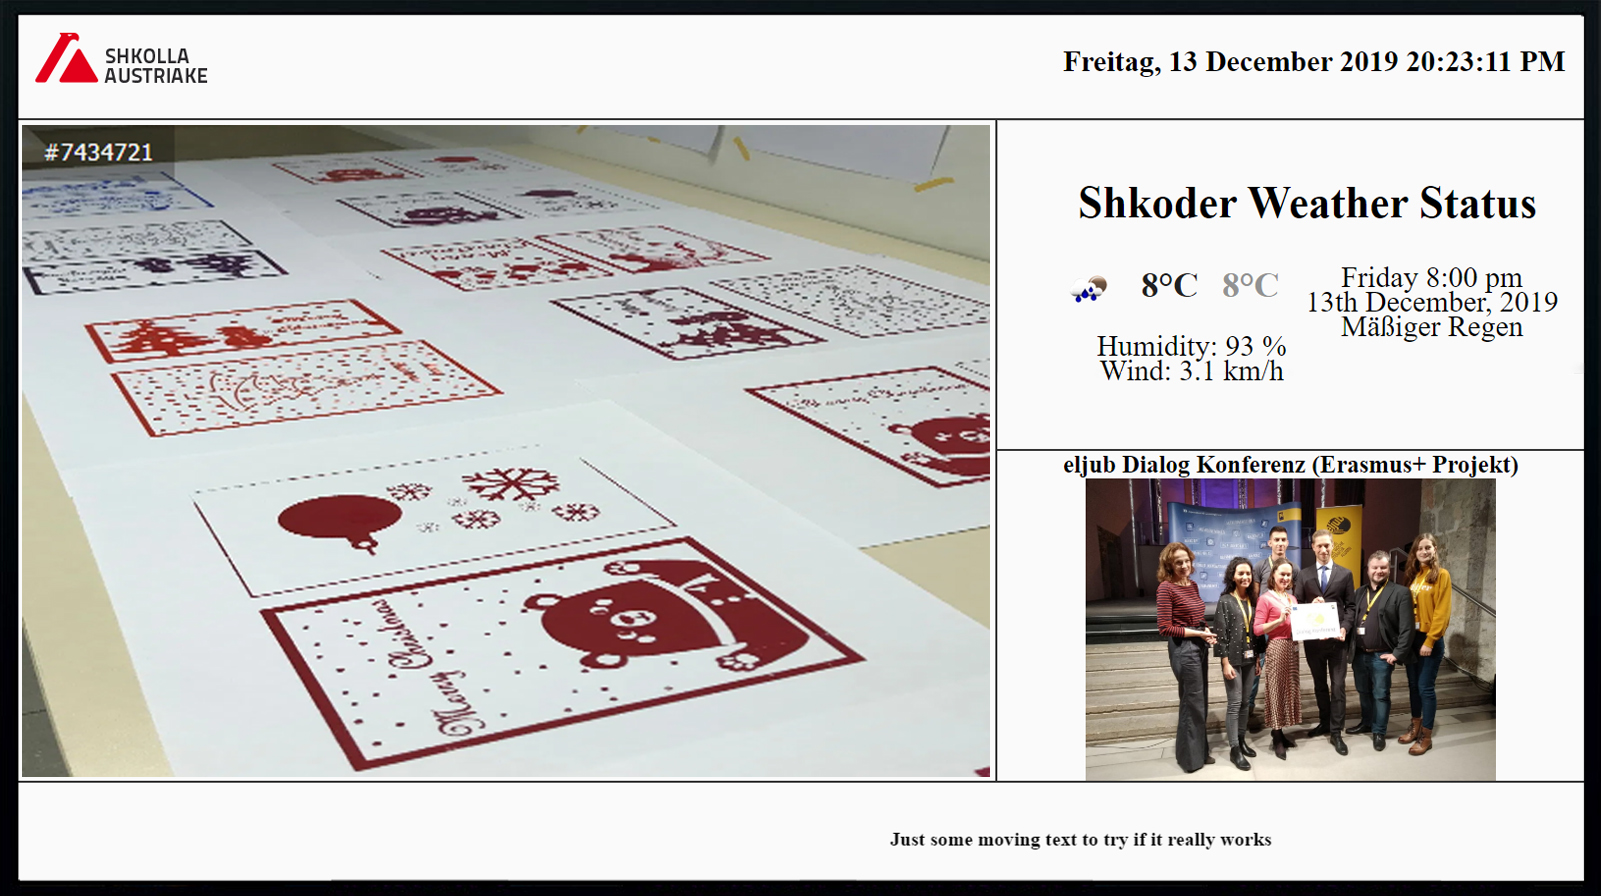 SHKOLLA
AUSTRIAKE
Freitag, 13 December 2019 20:23:11 PM
#7434721
Merry Christmas
Shkoder Weather Status
8°C 8°C
Friday 8:00 pm
13th December, 2019
Mäßiger Regen
Humidity: 93 %
Wind: 3.1 km/h
eljub Dialog Konferenz (Erasmus+ Projekt)
Just some moving text to try if it really works